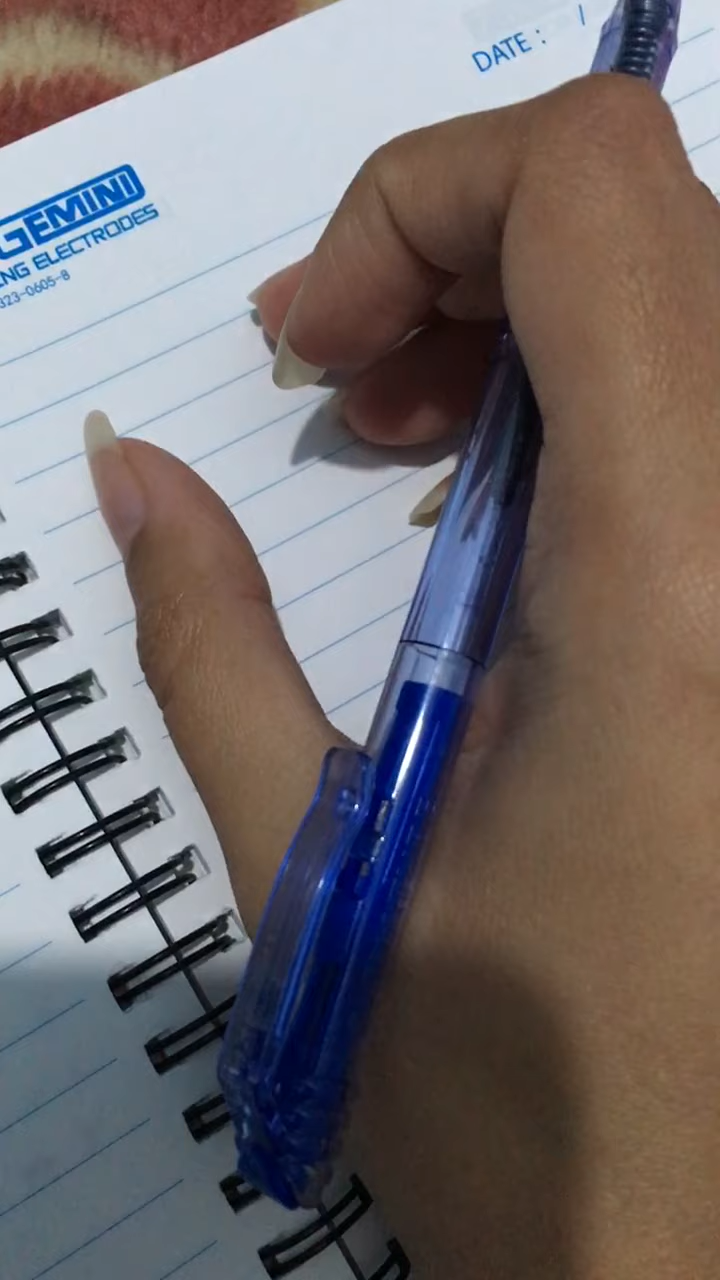 GEMINI
ING ELECTRODES
323-0605-8
DATE : /